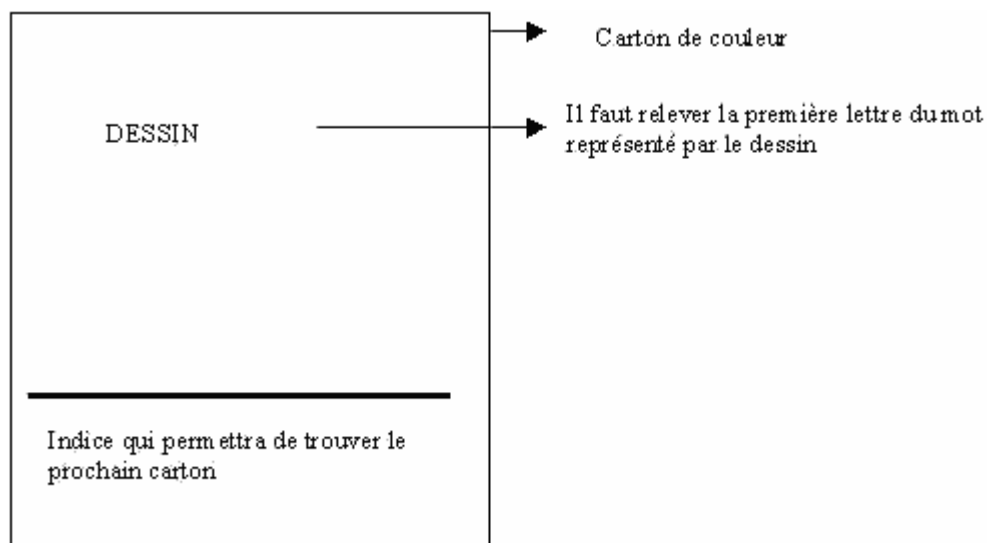 Carton de couleur
DESSIN
Il faut relever la première lettre du mot
représenté par le dessin
Indice qui permettra de trouver le
prochain carton